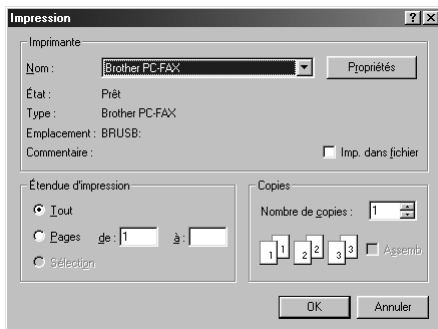 Impression
Imprimante
Nom : Brother PC-FAX Propriétés
État : Prêt
Type : Brother PC-FAX
Emplacement : BRUSB:
Commentaire : Imp. dans fichier
Étendue d'impression
Tout
Pages de : 1 à :
Sélection
Copies
Nombre de copies : 1
1 1 2 2 3 3 Assemb
OK Annuler